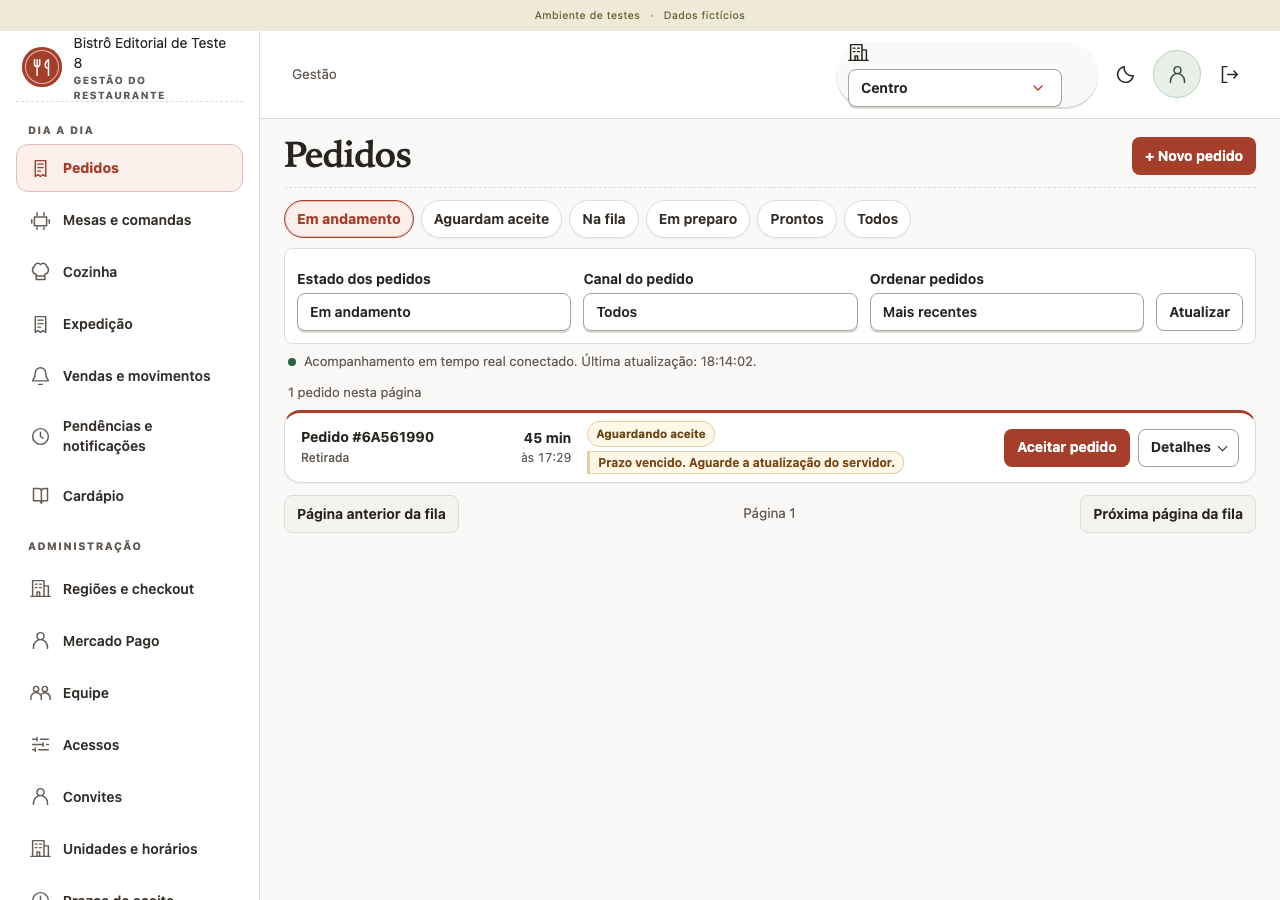 Ambiente de testes · Dados fictícios
Bistrô Editorial de Teste
8
GESTÃO DO
RESTAURANTE
DIA A DIA
Pedidos
Mesas e comandas
Cozinha
Expedição
Vendas e movimentos
Pendências e
notificações
Cardápio
ADMINISTRAÇÃO
Regiões e checkout
Mercado Pago
Equipe
Acessos
Convites
Unidades e horários
Prazos de aceite
Gestão
Centro
Pedidos
+ Novo pedido
Em andamento
Aguardam aceite
Na fila
Em preparo
Prontos
Todos
Estado dos pedidos
Em andamento
Canal do pedido
Todos
Ordenar pedidos
Mais recentes
Atualizar
Acompanhamento em tempo real conectado. Última atualização: 18:14:02.
1 pedido nesta página
Pedido #6A561990
Retirada
45 min
às 17:29
Aguardando aceite
Prazo vencido. Aguarde a atualização do servidor.
Aceitar pedido
Detalhes
Página anterior da fila
Página 1
Próxima página da fila